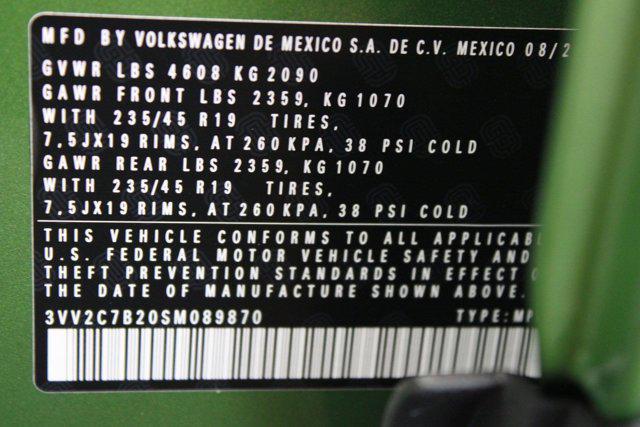 MFD BY VOLKSWAGEN DE MEXICO S.A. DE C.V. MEXICO 08/2
GVWR LBS 4608 KG 2090
GAWR FRONT LBS 2359, KG 1070
WITH 235/45 R19 TIRES,
7,5JX19 RIMS, AT 260 KPA, 38 PSI COLD
GAWR REAR LBS 2359, KG 1070
WITH 235/45 R19 TIRES,
7,5JX19 RIMS, AT 260 KPA, 38 PSI COLD
THIS VEHICLE CONFORMS TO ALL APPLICABL
U.S. FEDERAL MOTOR VEHICLE SAFETY AND
THEFT PREVENTION STANDARDS IN EFFECT O
THE DATE OF MANUFACTURE SHOWN ABOVE.
3VV2C7B20SM089870 TYPE: MP